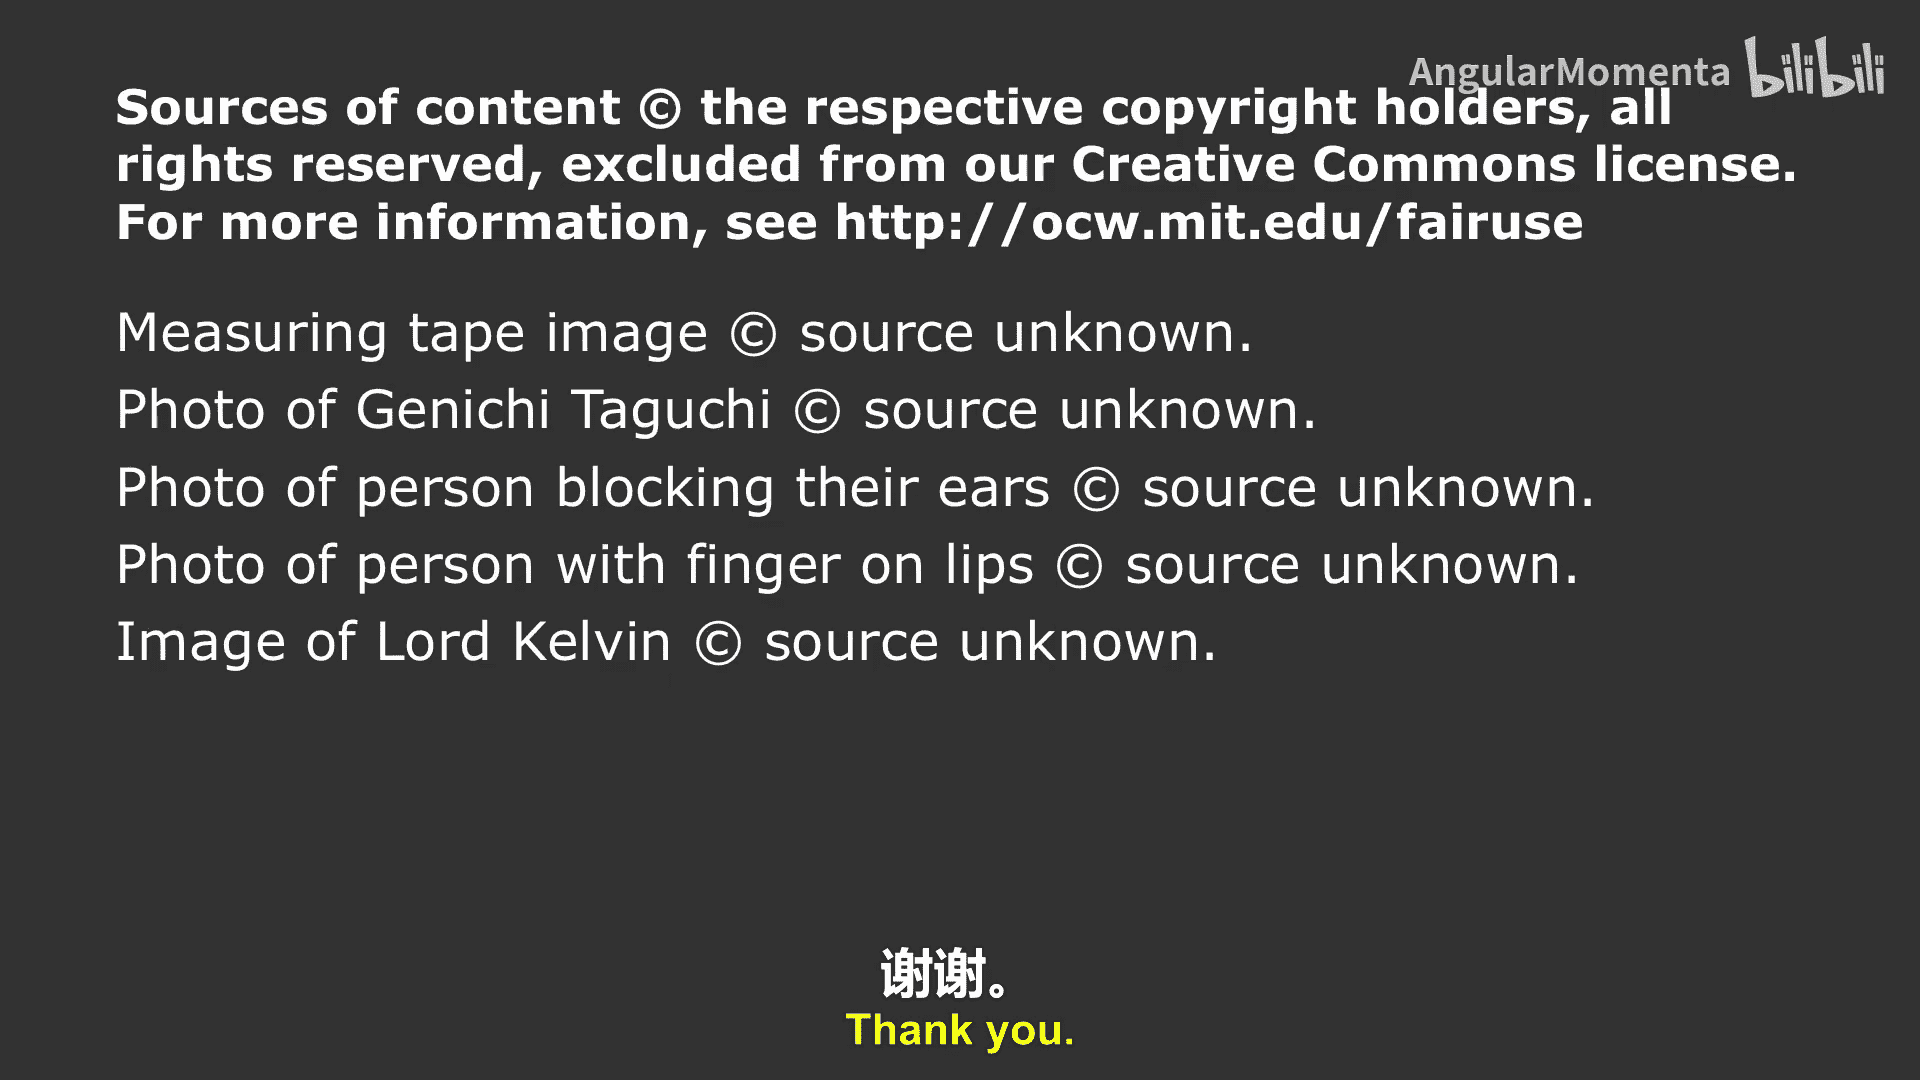 AngularMomenta bilibili
Sources of content © the respective copyright holders, all
rights reserved, excluded from our Creative Commons license.
For more information, see http://ocw.mit.edu/fairuse
Measuring tape image © source unknown.
Photo of Genichi Taguchi © source unknown.
Photo of person blocking their ears © source unknown.
Photo of person with finger on lips © source unknown.
Image of Lord Kelvin © source unknown.
谢谢。
Thank you.